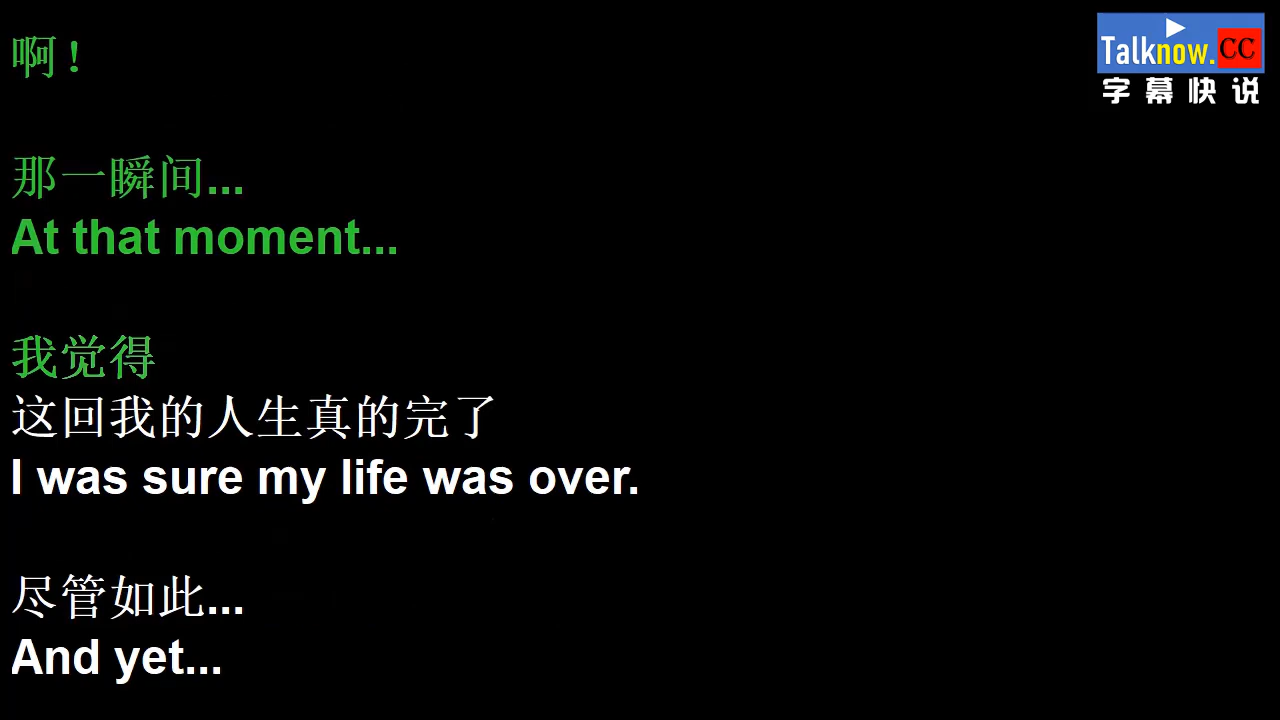 啊！
那一瞬间...
At that moment...
我觉得
这回我的人生真的完了
I was sure my life was over.
尽管如此...
And yet...
Talknow.CC
字幕快说